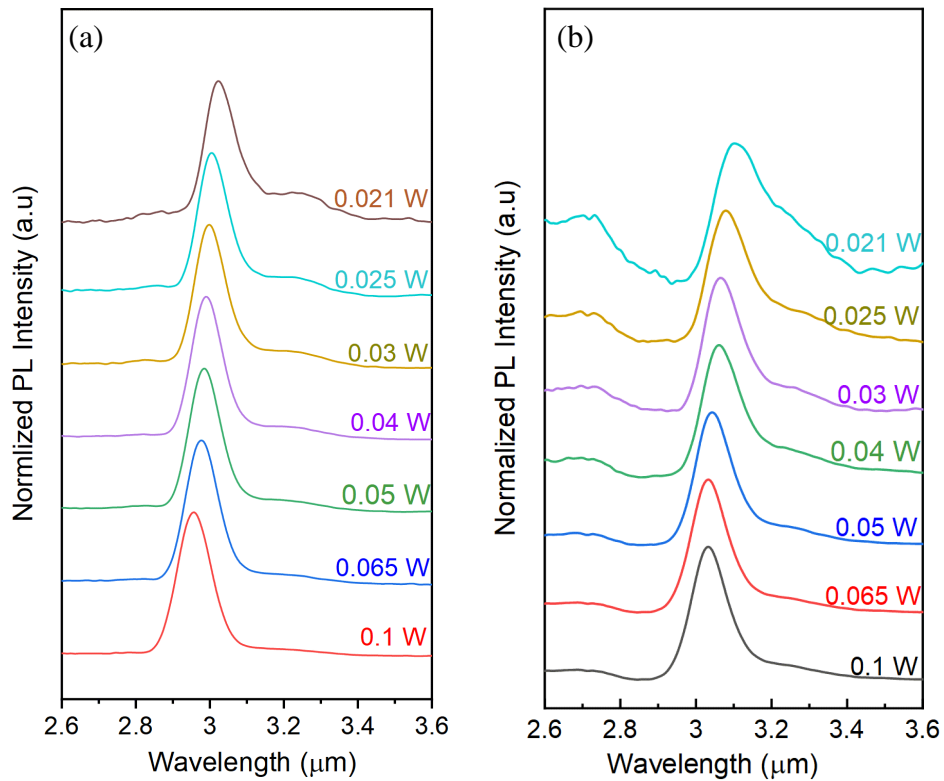 (a)
0.021 W
0.025 W
0.03 W
0.04 W
0.05 W
0.065 W
0.1 W
2.6 2.8 3 3.2 3.4 3.6
Wavelength (μm)
Normlized PL Intensity (a.u)
(b)
0.021 W
0.025 W
0.03 W
0.04 W
0.05 W
0.065 W
0.1 W
2.6 2.8 3 3.2 3.4 3.6
Wavelength (μm)
Normalized PL Intensity (a.u)